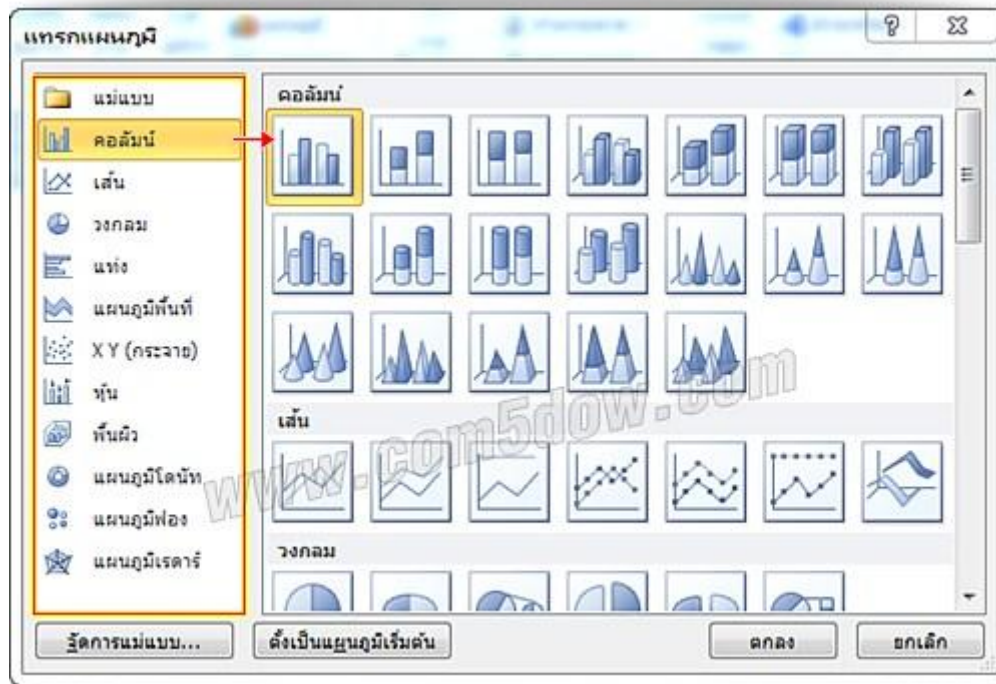 แทรกแผนภูมิ
แม่แบบ
คอลัมน์
เส้น
วงกลม
แท่ง
แผนภูมิพื้นที่
X Y (กระจาย)
หุ้น
พื้นผิว
แผนภูมิโดนัท
แผนภูมิฟอง
แผนภูมิเรดาร์
คอลัมน์
เส้น
วงกลม
www.com5dow.com
จัดการแม่แบบ...
ตั้งเป็นแผนภูมิเริ่มต้น
ตกลง
ยกเลิก